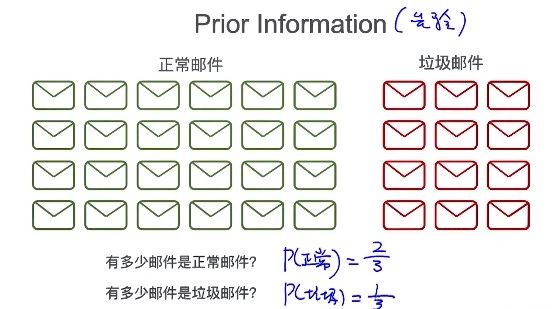 Prior Information (先验)
正常邮件
垃圾邮件
有多少邮件是正常邮件? P(正常) = 2/3
有多少邮件是垃圾邮件? P(垃圾) = 1/3